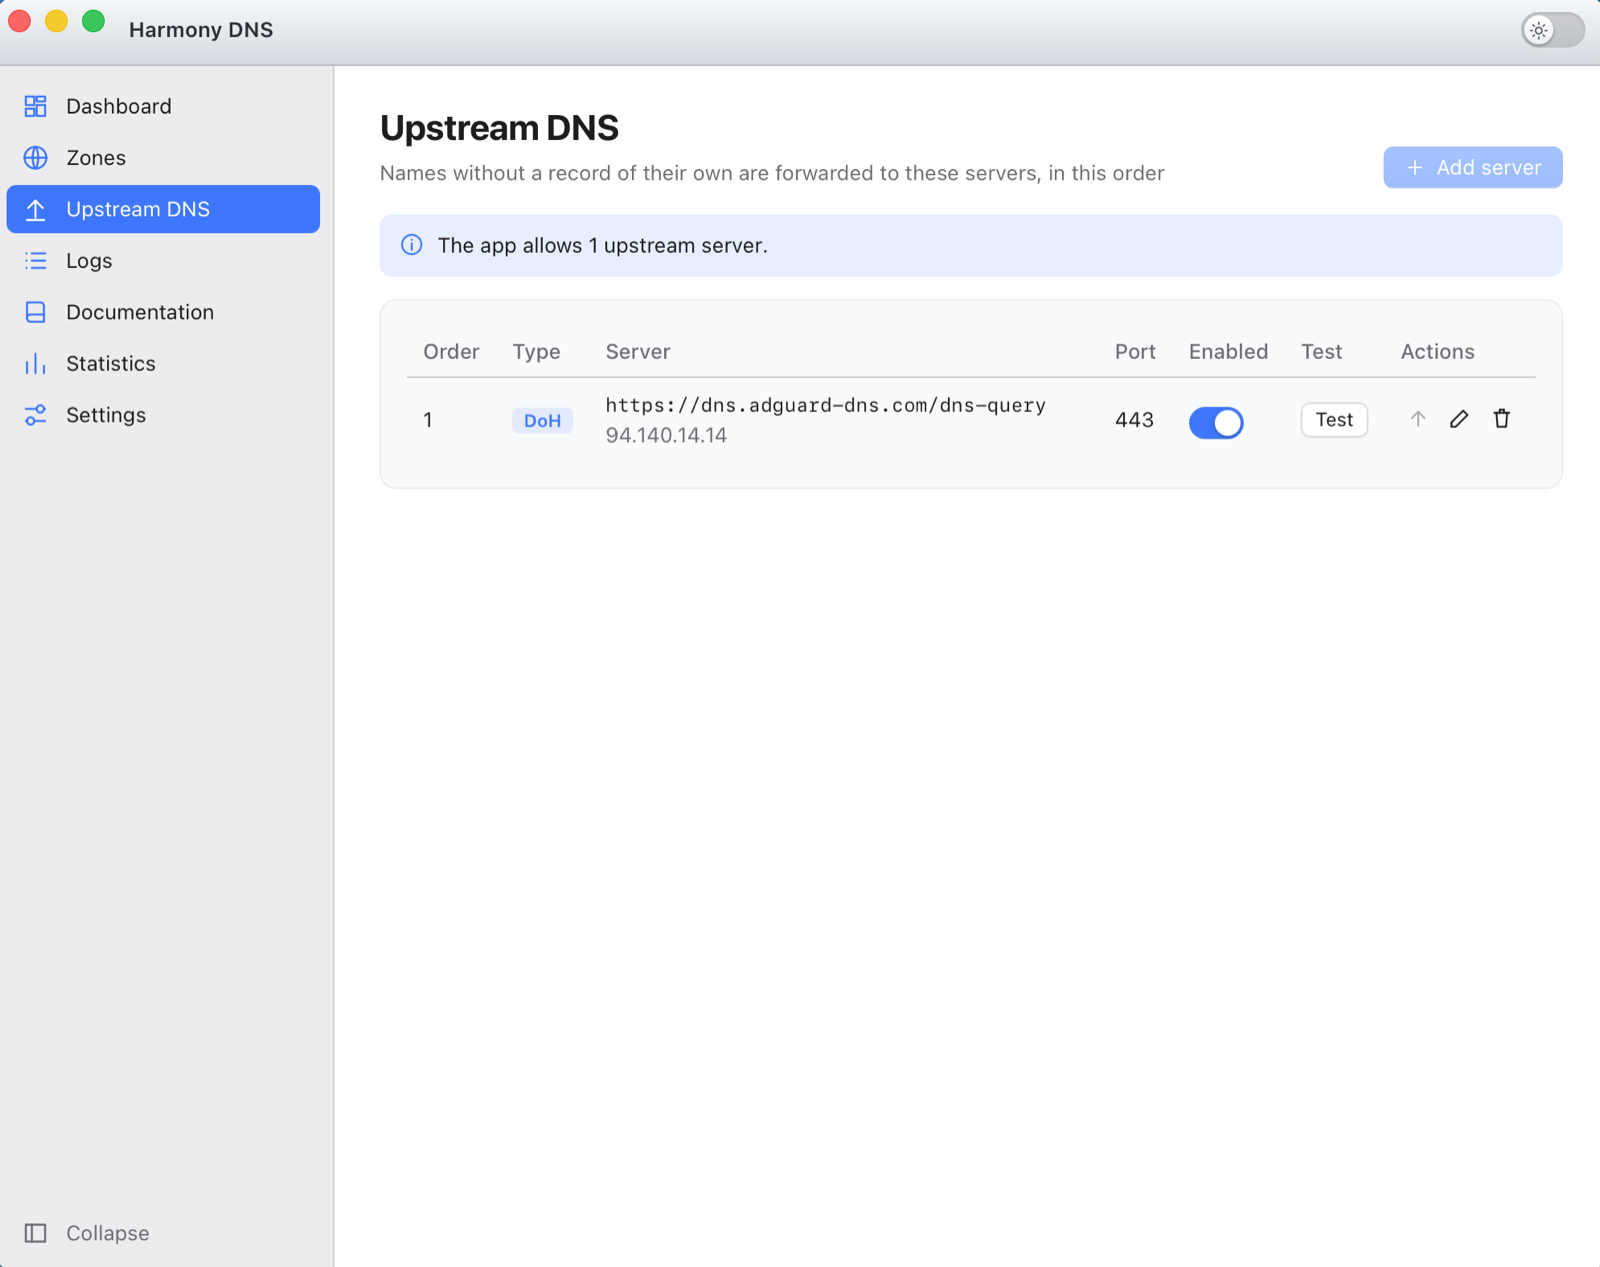 Harmony DNS
Dashboard
Zones
Upstream DNS
Logs
Documentation
Statistics
Settings
Collapse
Upstream DNS
Names without a record of their own are forwarded to these servers, in this order
+ Add server
The app allows 1 upstream server.
Order Type Server Port Enabled Test Actions
1 DoH https://dns.adguard-dns.com/dns-query 443 Test
94.140.14.14